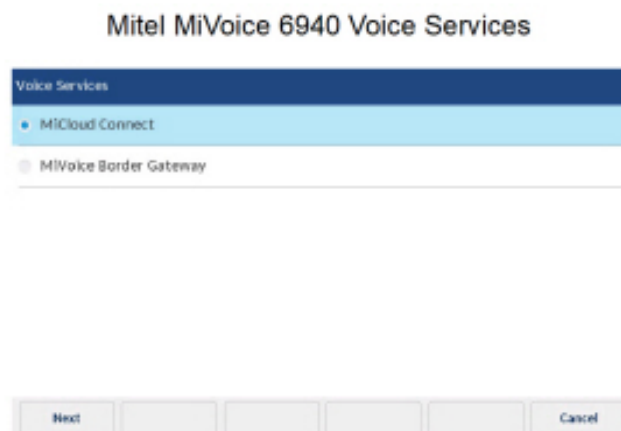 Mitel MiVoice 6940 Voice Services
Voice Services
MiCloud Connect
MiVoice Border Gateway
Next
Cancel